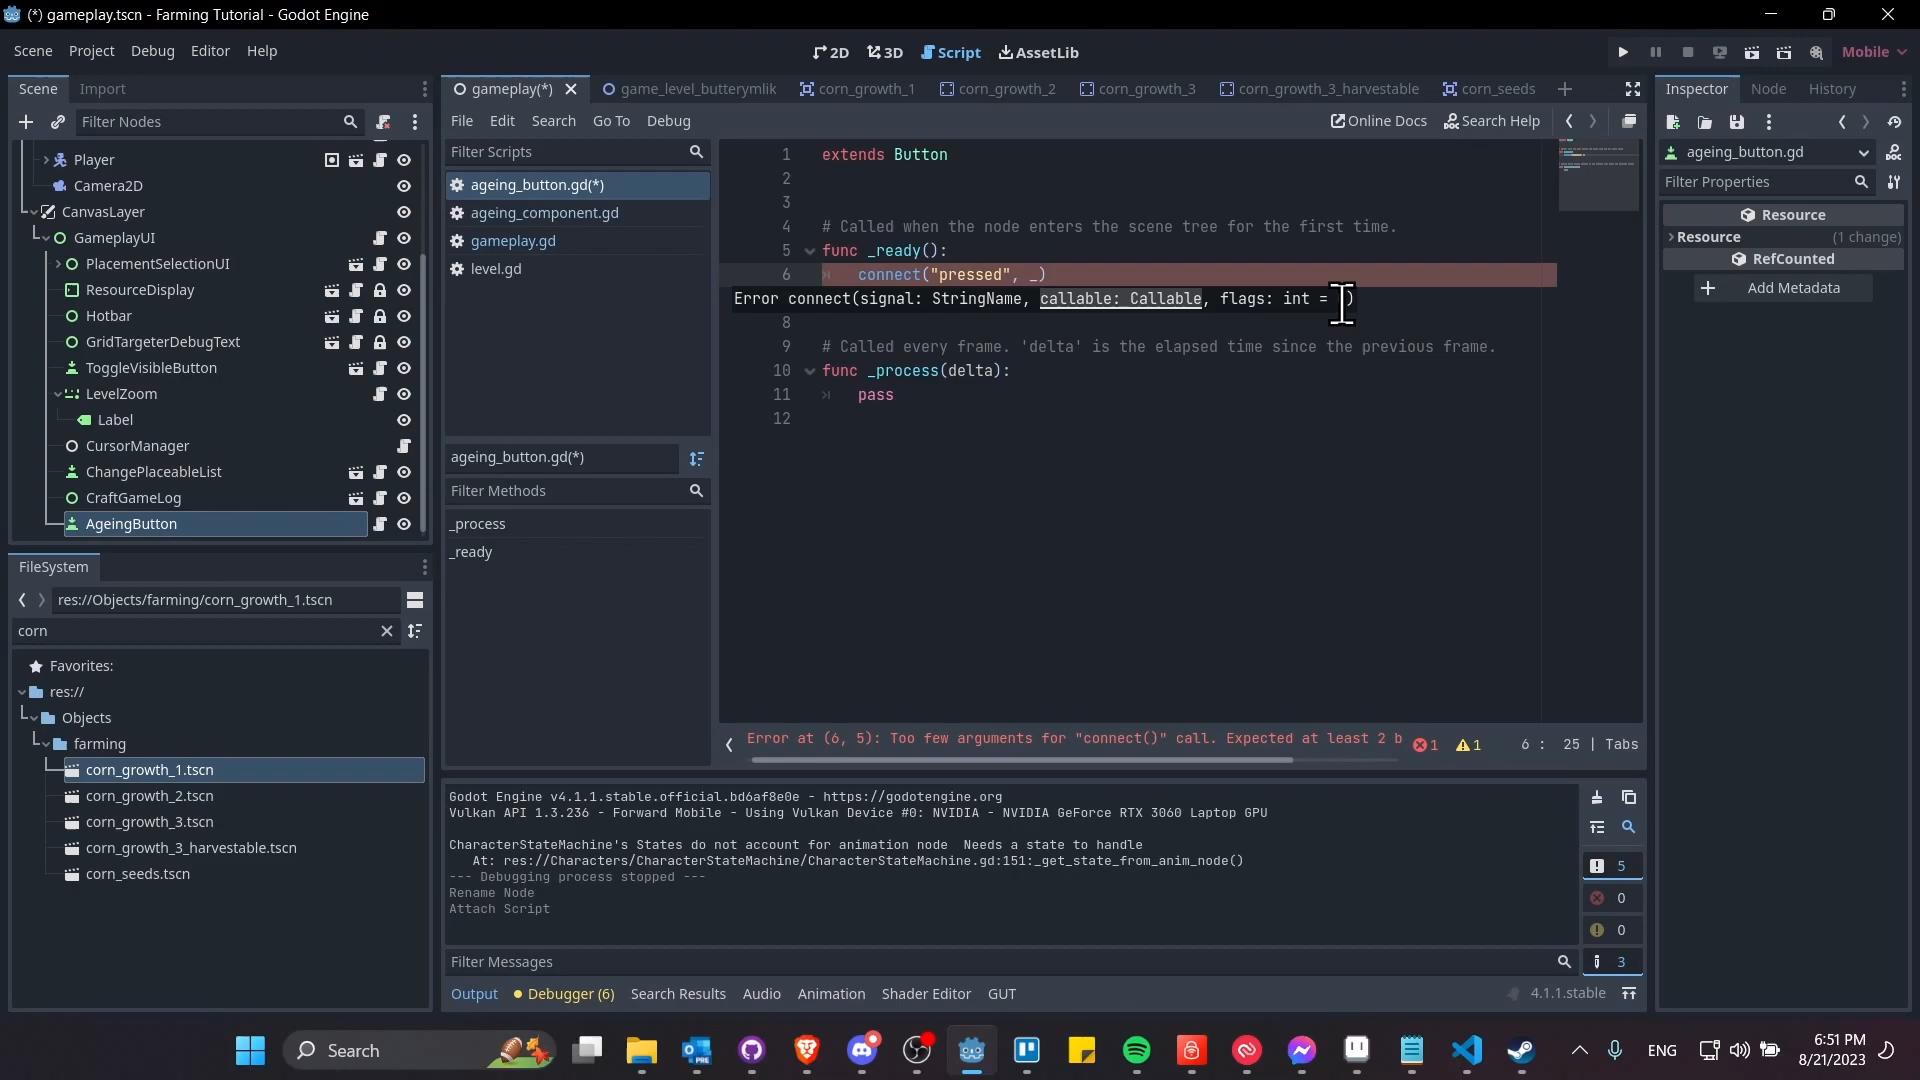 (*) gameplay.tscn - Farming Tutorial - Godot Engine
Scene Project Debug Editor Help
2D 3D Script AssetLib
Mobile
Scene Import
gameplay(*) game_level_butterymlik corn_growth_1 corn_growth_2 corn_growth_3 corn_growth_3_harvestable corn_seeds
Inspector Node History
Filter Nodes
File Edit Search Go To Debug
Online Docs Search Help
Filter Scripts
ageing_button.gd(*)
ageing_component.gd
gameplay.gd
level.gd
ageing_button.gd(*)
Filter Methods
_process
_ready
Player
Camera2D
CanvasLayer
GameplayUI
PlacementSelectionUI
ResourceDisplay
Hotbar
GridTargeterDebugText
ToggleVisibleButton
LevelZoom
Label
CursorManager
ChangePlaceableList
CraftGameLog
AgeingButton
FileSystem
res://Objects/farming/corn_growth_1.tscn
corn
Favorites:
res://
Objects
farming
corn_growth_1.tscn
corn_growth_2.tscn
corn_growth_3.tscn
corn_growth_3_harvestable.tscn
corn_seeds.tscn
1 extends Button
2
3
4 # Called when the node enters the scene tree for the first time.
5 func _ready():
6 connect("pressed", _)
Error connect(signal: StringName, callable: Callable, flags: int = )
8
9 # Called every frame. 'delta' is the elapsed time since the previous frame.
10 func _process(delta):
11 pass
12
Error at (6, 5): Too few arguments for "connect()" call. Expected at least 2 b
1 1 6 : 25 | Tabs
Godot Engine v4.1.1.stable.official.bd6af8e0e - https://godotengine.org
Vulkan API 1.3.236 - Forward Mobile - Using Vulkan Device #0: NVIDIA - NVIDIA GeForce RTX 3060 Laptop GPU
CharacterStateMachine's States do not account for animation node  Needs a state to handle
At: res://Characters/CharacterStateMachine/CharacterStateMachine.gd:151:_get_state_from_anim_node()
--- Debugging process stopped ---
Rename Node
Attach Script
5
0
0
3
Filter Messages
Output Debugger (6) Search Results Audio Animation Shader Editor GUT
4.1.1.stable
ageing_button.gd
Filter Properties
Resource
Resource (1 change)
RefCounted
Add Metadata
Search
ENG
6:51 PM
8/21/2023